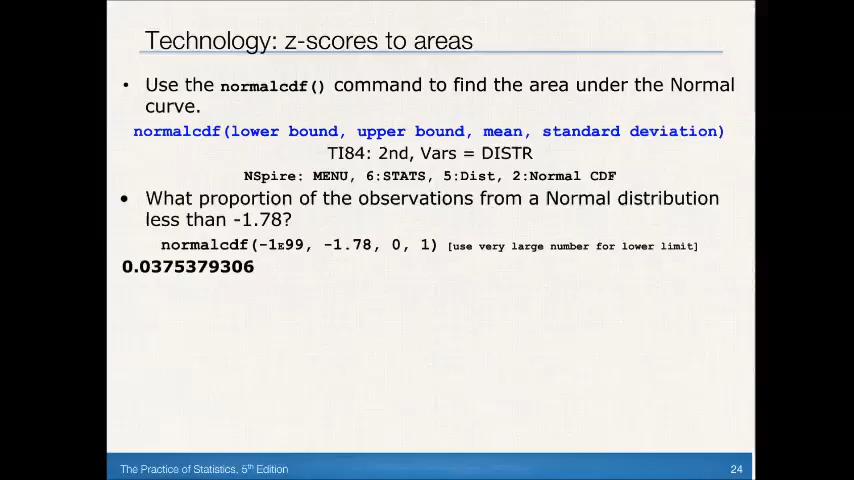 Technology: z-scores to areas
• Use the normalcdf() command to find the area under the Normal
curve.
normalcdf(lower bound, upper bound, mean, standard deviation)
TI84: 2nd, Vars = DISTR
NSpire: MENU, 6:STATS, 5:Dist, 2:Normal CDF
• What proportion of the observations from a Normal distribution
less than -1.78?
normalcdf(-1E99, -1.78, 0, 1) [use very large number for lower limit]
0.0375379306
The Practice of Statistics, 5th Edition 24